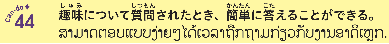 can-do 44
趣味について質問されたとき、簡単に答えることができる。
ສາມາດຕອບແບບງ່າຍໆໄດ້ເວລາຖືກຖາມກ່ຽວກັບງານອາດິເຫຼກ.